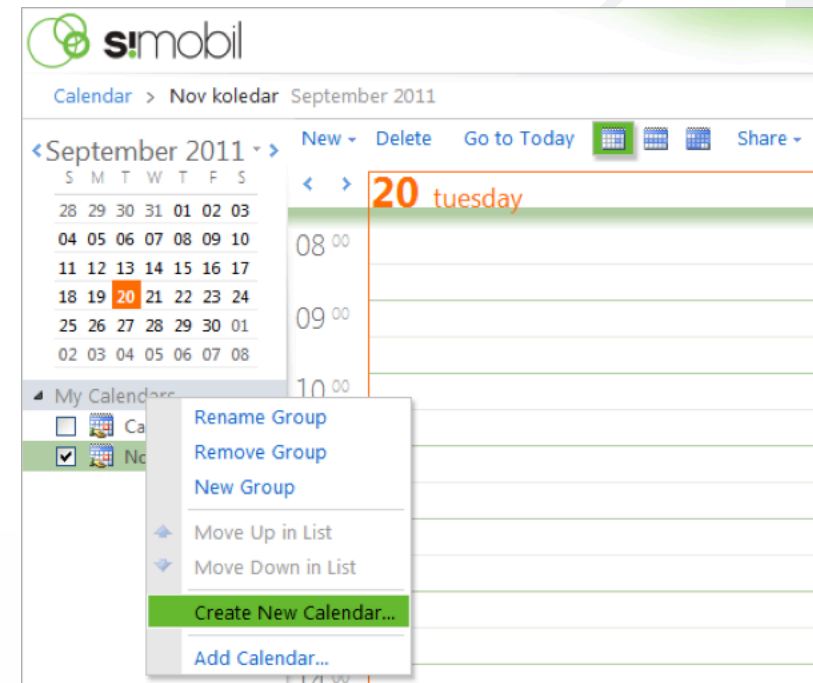 s!mobil
Calendar > Nov koledar September 2011
New Delete Go to Today Share
September 2011
S M T W T F S
28 29 30 31 01 02 03
04 05 06 07 08 09 10
11 12 13 14 15 16 17
18 19 20 21 22 23 24
25 26 27 28 29 30 01
02 03 04 05 06 07 08
20 tuesday
08 00
09 00
10 00
My Calendars
Ca
No
Rename Group
Remove Group
New Group
Move Up in List
Move Down in List
Create New Calendar...
Add Calendar...